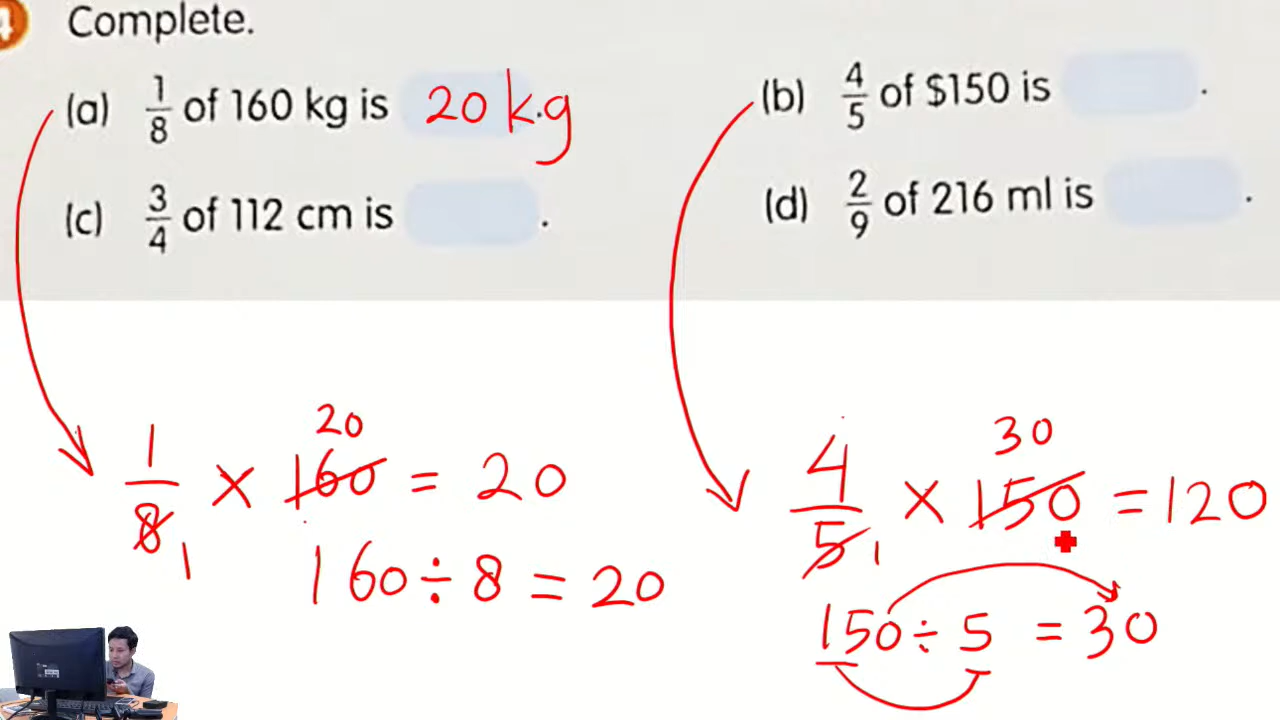 4 Complete.
(a) 1/8 of 160 kg is 20 kg.
(b) 4/5 of $150 is .
(c) 3/4 of 112 cm is .
(d) 2/9 of 216 ml is .
20
1/8 × 160 = 20
1
160 ÷ 8 = 20
30
4/5 × 150 = 120
1
150 ÷ 5 = 30